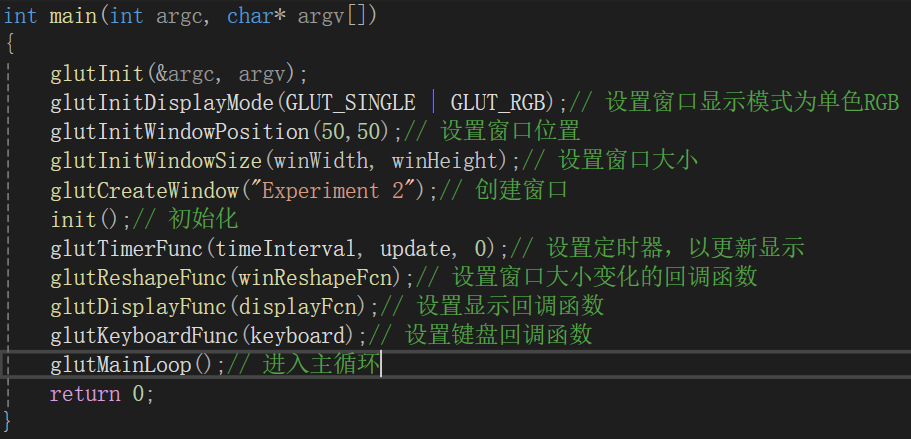 int main(int argc, char* argv[])
{
glutInit(&argc, argv);
glutInitDisplayMode(GLUT_SINGLE | GLUT_RGB);// 设置窗口显示模式为单色RGB
glutInitWindowPosition(50,50);// 设置窗口位置
glutInitWindowSize(winWidth, winHeight);// 设置窗口大小
glutCreateWindow("Experiment 2");// 创建窗口
init();// 初始化
glutTimerFunc(timeInterval, update, 0);// 设置定时器，以更新显示
glutReshapeFunc(winReshapeFcn);// 设置窗口大小变化的回调函数
glutDisplayFunc(displayFcn);// 设置显示回调函数
glutKeyboardFunc(keyboard);// 设置键盘回调函数
glutMainLoop();// 进入主循环
return 0;
}